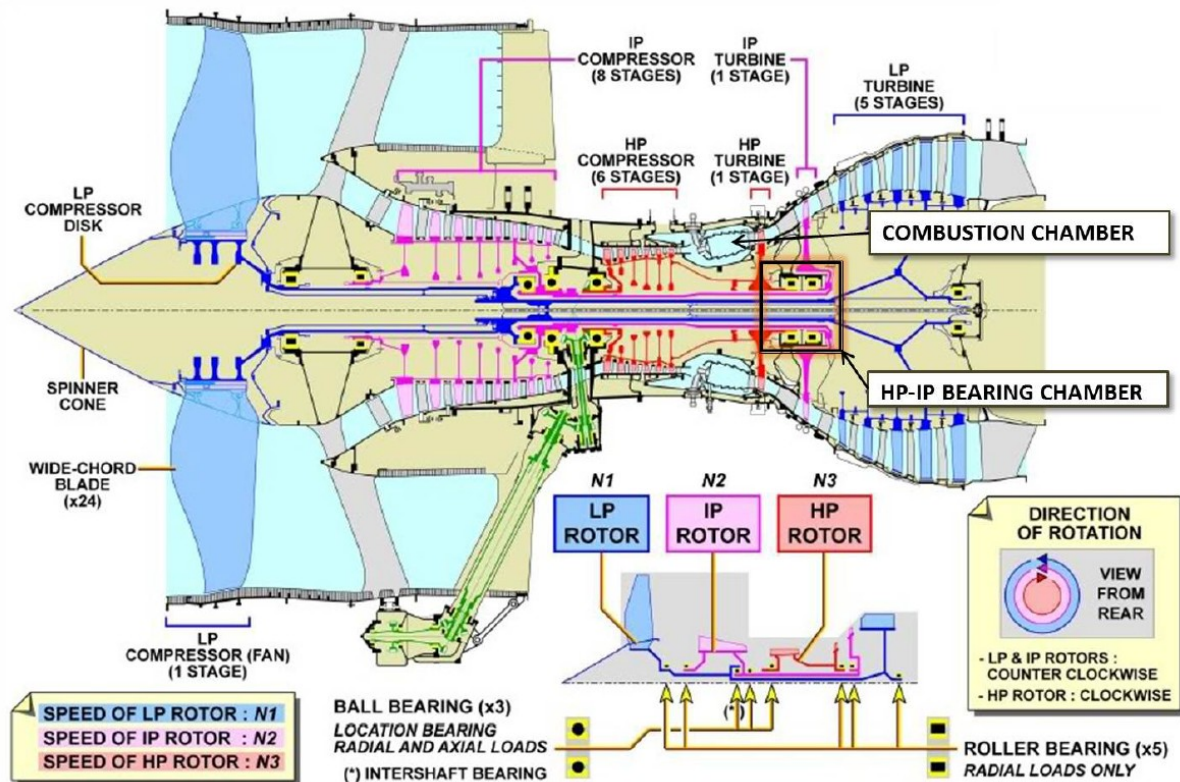 IP
COMPRESSOR
(8 STAGES)
IP
TURBINE
(1 STAGE)
LP
TURBINE
(5 STAGES)
HP
COMPRESSOR
(6 STAGES)
HP
TURBINE
(1 STAGE)
LP
COMPRESSOR
DISK
COMBUSTION CHAMBER
SPINNER
CONE
HP-IP BEARING CHAMBER
WIDE-CHORD
BLADE
(x24)
N1
N2
N3
LP
ROTOR
IP
ROTOR
HP
ROTOR
DIRECTION
OF ROTATION
VIEW
FROM
REAR
- LP & IP ROTORS :
COUNTER CLOCKWISE
- HP ROTOR : CLOCKWISE
LP
COMPRESSOR (FAN)
(1 STAGE)
SPEED OF LP ROTOR : N1
SPEED OF IP ROTOR : N2
SPEED OF HP ROTOR : N3
BALL BEARING (x3)
LOCATION BEARING
RADIAL AND AXIAL LOADS
(*) INTERSHAFT BEARING
(*)
ROLLER BEARING (x5)
RADIAL LOADS ONLY